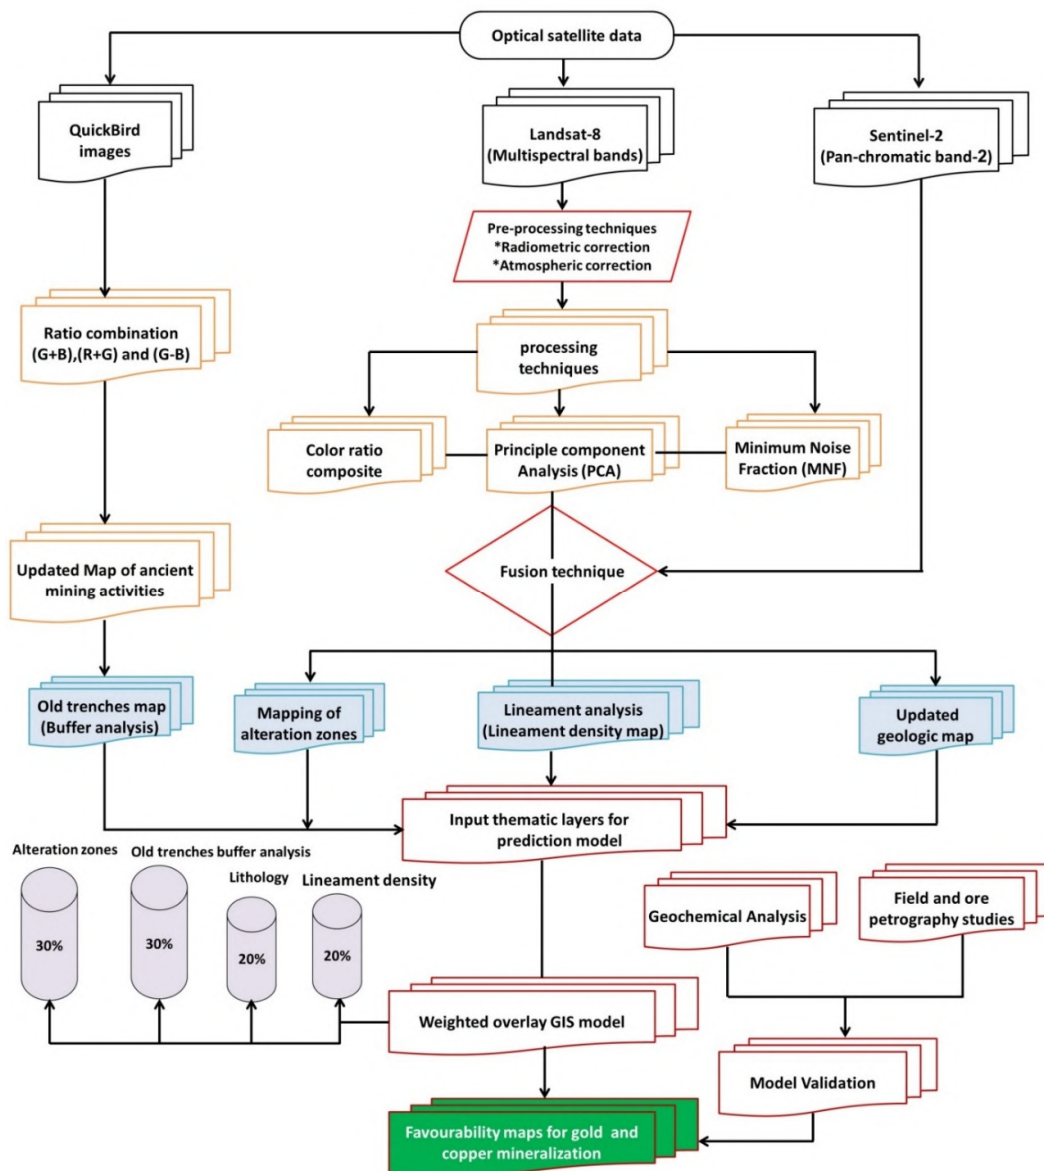 Optical satellite data
QuickBird
images
Landsat-8
(Multispectral bands)
Sentinel-2
(Pan-chromatic band-2)
Pre-processing techniques
*Radiometric correction
*Atmospheric correction
Ratio combination
(G+B),(R+G) and (G-B)
processing
techniques
Color ratio
composite
Principle component
Analysis (PCA)
Minimum Noise
Fraction (MNF)
Updated Map of ancient
mining activities
Fusion technique
Old trenches map
(Buffer analysis)
Mapping of
alteration zones
Lineament analysis
(Lineament density map)
Updated
geologic map
Input thematic layers for
prediction model
Alteration zones
Old trenches buffer analysis
Lithology
Lineament density
30%
30%
20%
20%
Geochemical Analysis
Field and ore
petrography studies
Weighted overlay GIS model
Model Validation
Favourability maps for gold and
copper mineralization